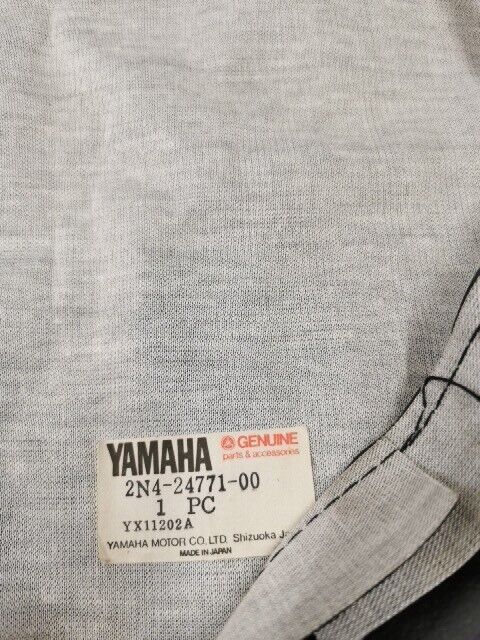 YAMAHA GENUINE
parts & accessories
2N4-24771-00
1 PC
YX11202A
YAMAHA MOTOR CO. LTD. Shizuoka
MADE IN JAPAN